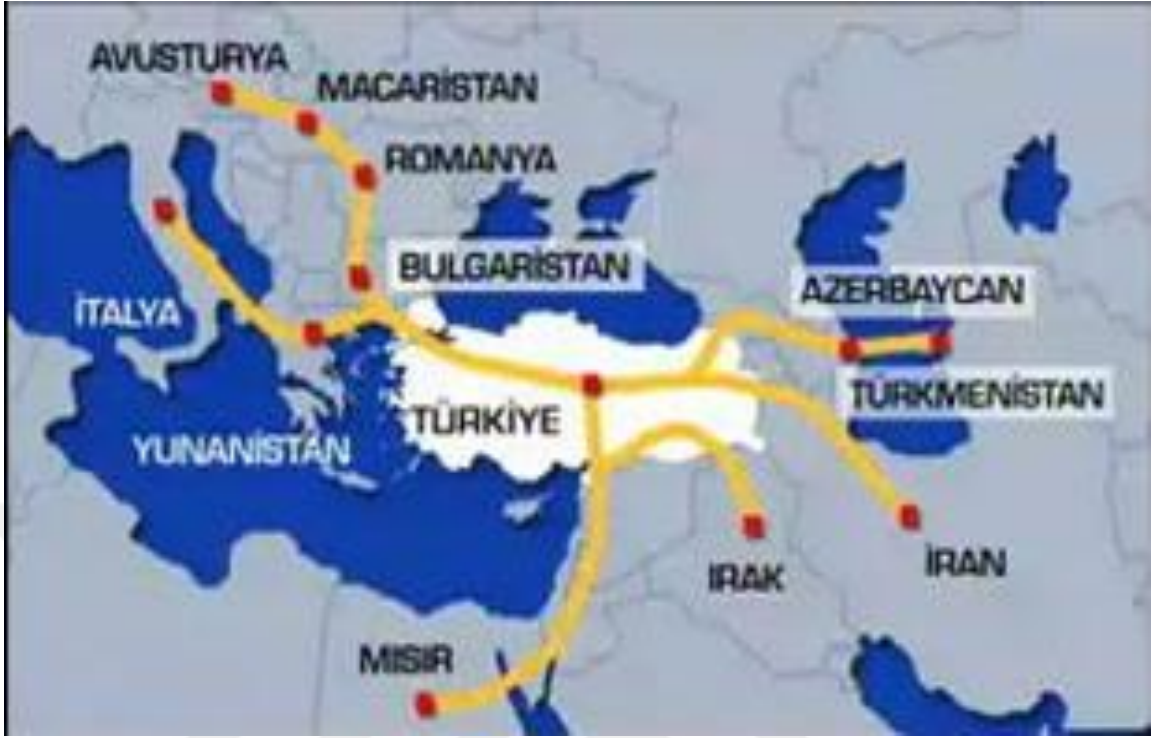 AVUSTURYA
MACARİSTAN
ROMANYA
BULGARİSTAN
AZERBAYCAN
İTALYA
TÜRKMENİSTAN
TÜRKİYE
YUNANİSTAN
IRAK
İRAN
MISIR